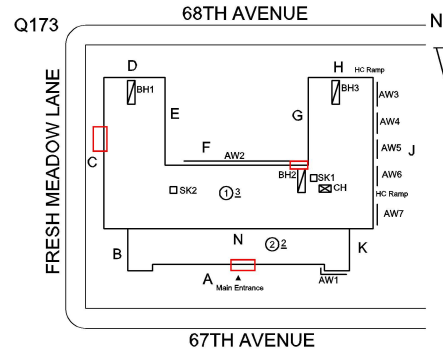 68TH AVENUE
Q173
N
D
H
HC Ramp
BH1
BH3
AW3
E
G
AW4
FRESH MEADOW LANE
C
F
AW2
AW5
J
BH2
SK1
AW6
SK2
1 3
CH
HC Ramp
AW7
B
N
2 2
K
A
Main Entrance
AW1
67TH AVENUE